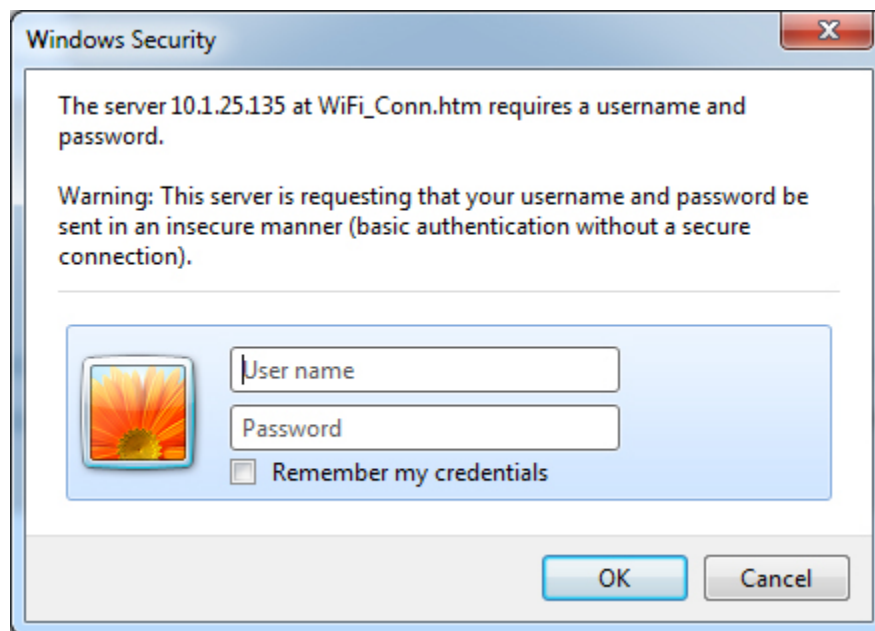 Windows Security
The server 10.1.25.135 at WiFi_Conn.htm requires a username and
password.
Warning: This server is requesting that your username and password be
sent in an insecure manner (basic authentication without a secure
connection).
User name
Password
Remember my credentials
OK
Cancel